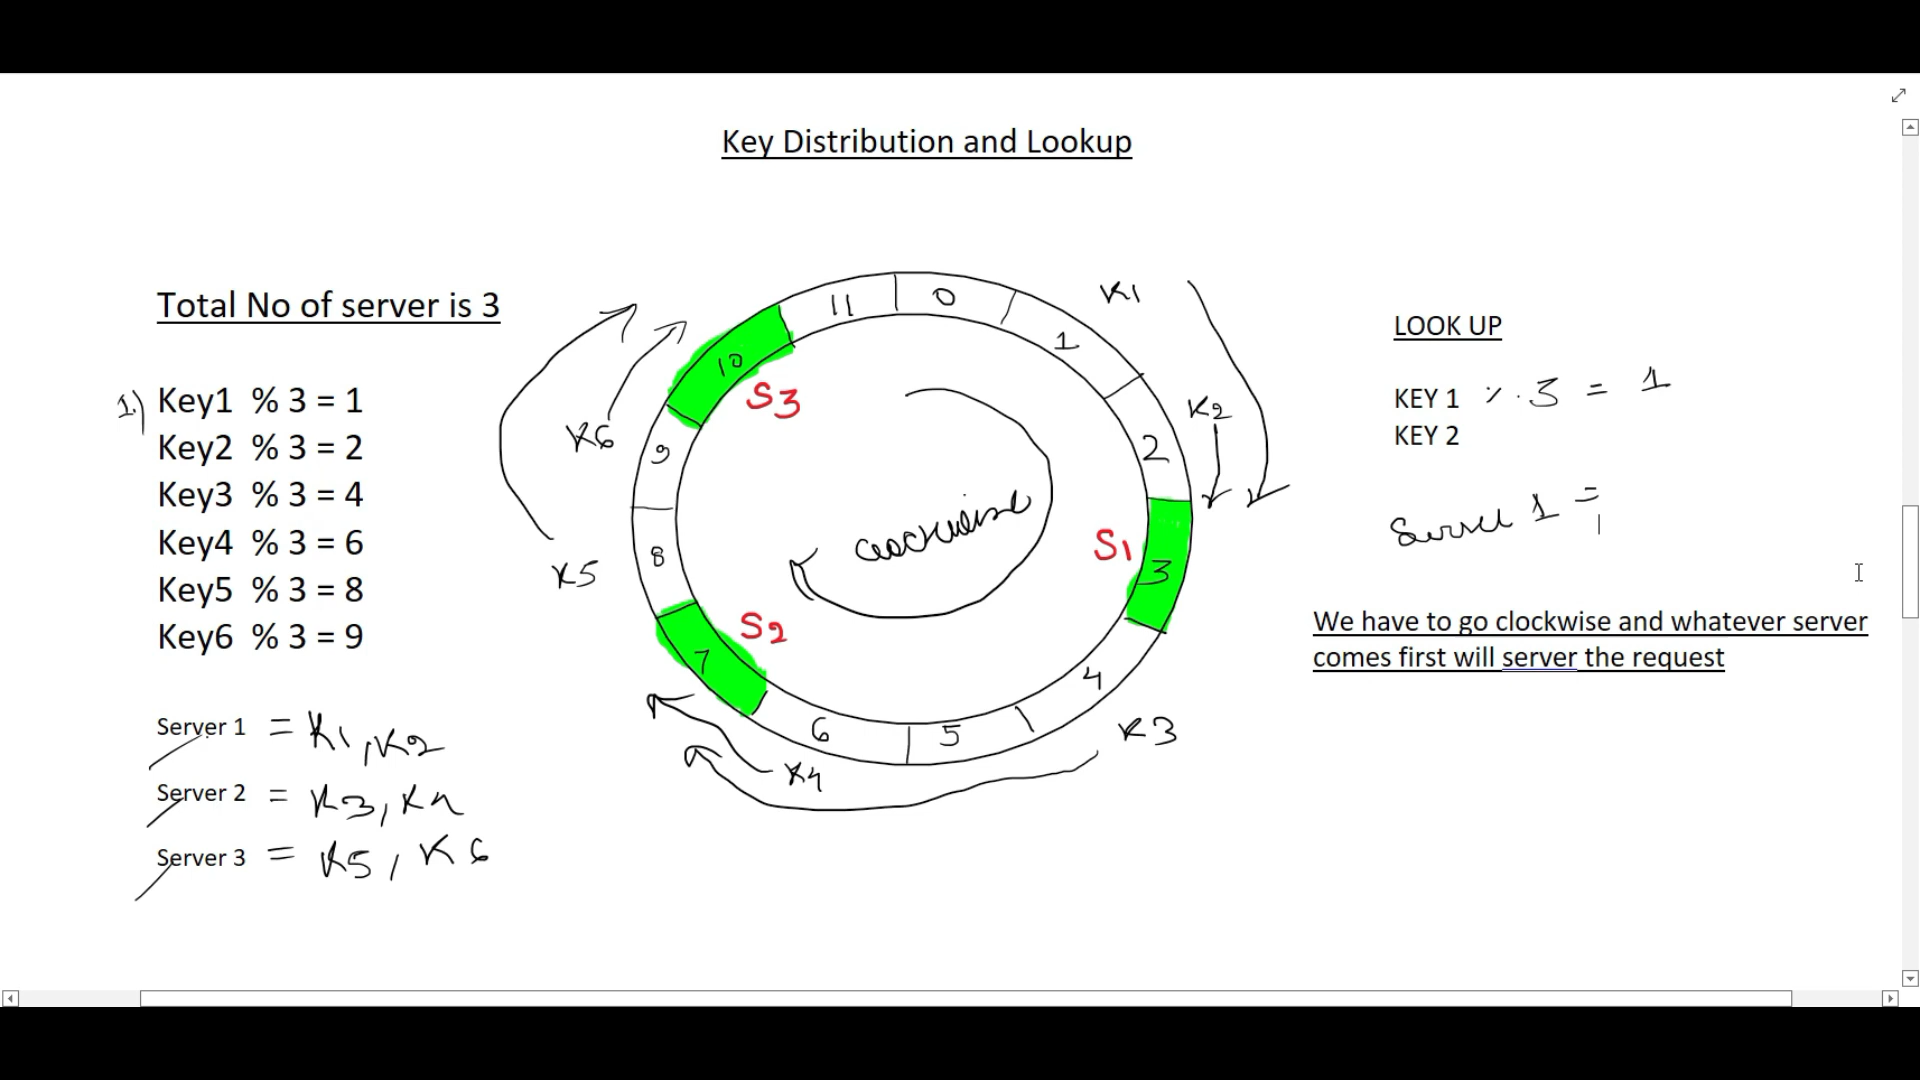 Key Distribution and Lookup
Total No of server is 3
1)
Key1 % 3 = 1
Key2 % 3 = 2
Key3 % 3 = 4
Key4 % 3 = 6
Key5 % 3 = 8
Key6 % 3 = 9
Server 1 = K1, K2
Server 2 = K3, K4
Server 3 = K5, K6
0
1
2
3
4
5
6
7
8
9
10
11
K1
K2
K3
K4
K5
K6
S1
S2
S3
clockwise
LOOK UP
KEY 1 % 3 = 1
KEY 2
Server 1 =
We have to go clockwise and whatever server
comes first will server the request